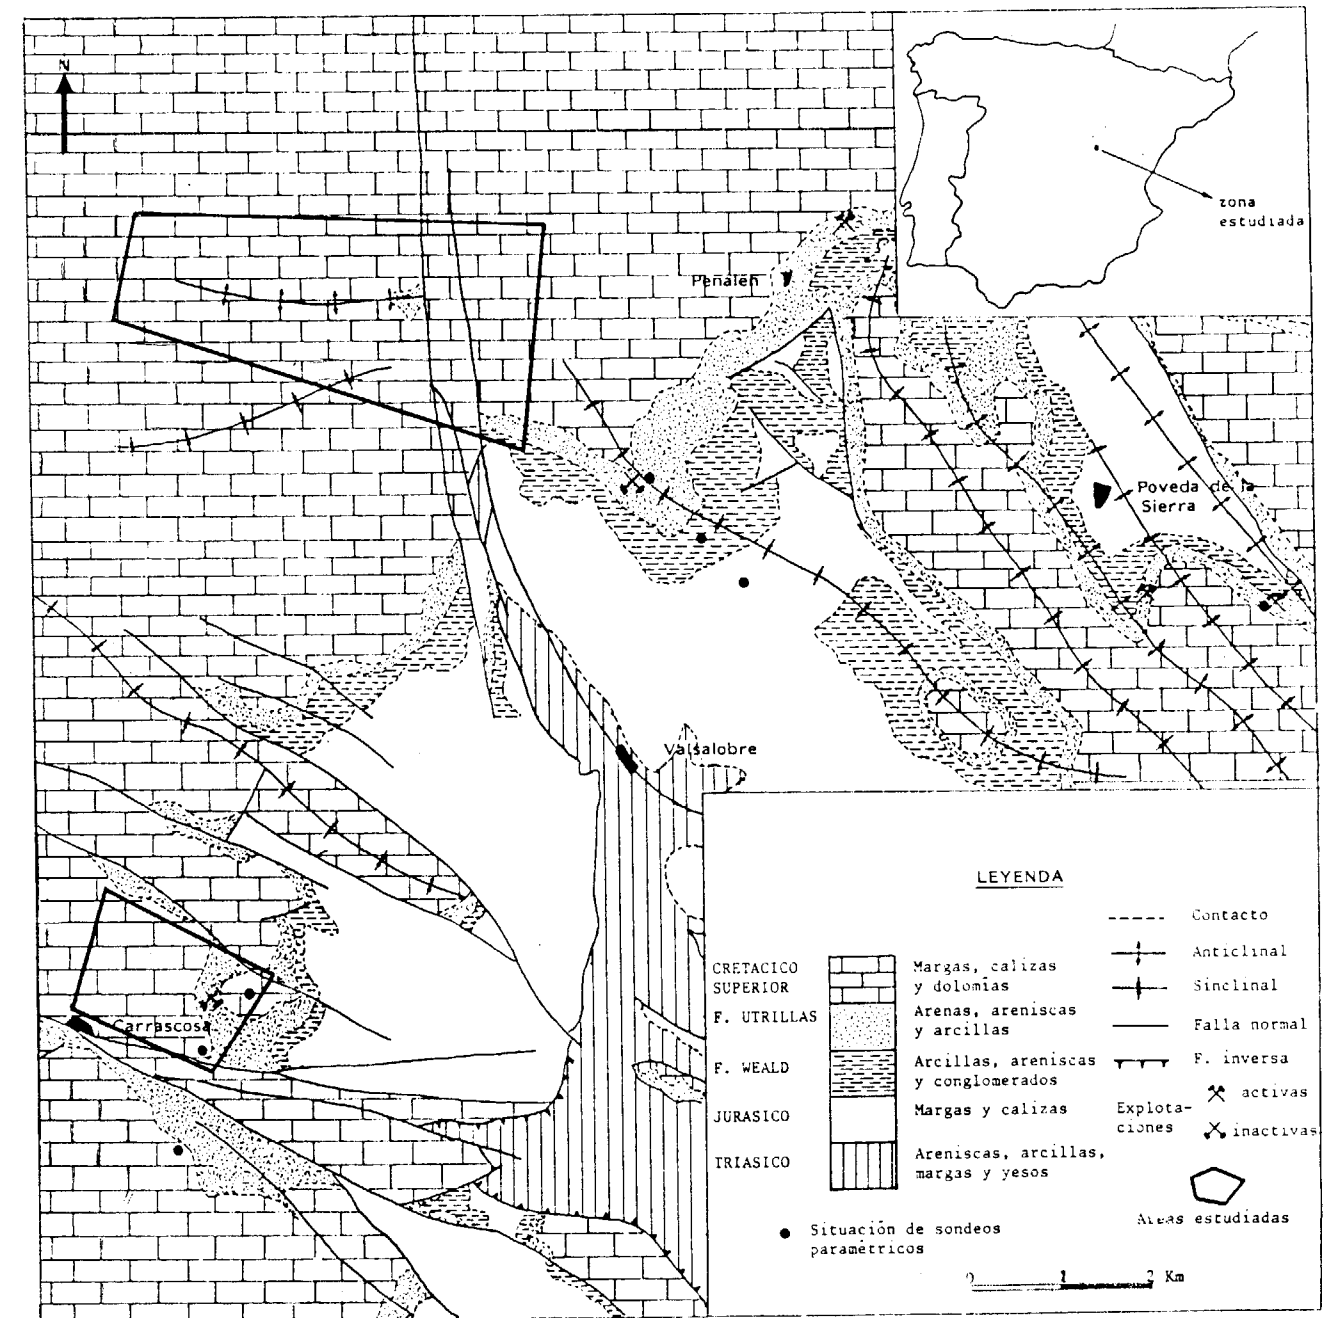 N
zona
estudiada
Peñalén
Poveda de la
Sierra
Valsalobre
Carrascosa
LEYENDA
CRETACICO
SUPERIOR
Margas, calizas
y dolomías
F. UTRILLAS
Arenas, areniscas
y arcillas
F. WEALD
Arcillas, areniscas
y conglomerados
JURASICO
Margas y calizas
TRIASICO
Areniscas, arcillas,
margas y yesos
Situación de sondeos
paramétricos
Contacto
Anticlinal
Sinclinal
Falla normal
F. inversa
Explota-
ciones
activas
inactivas
Areas estudiadas
0 1 2 Km